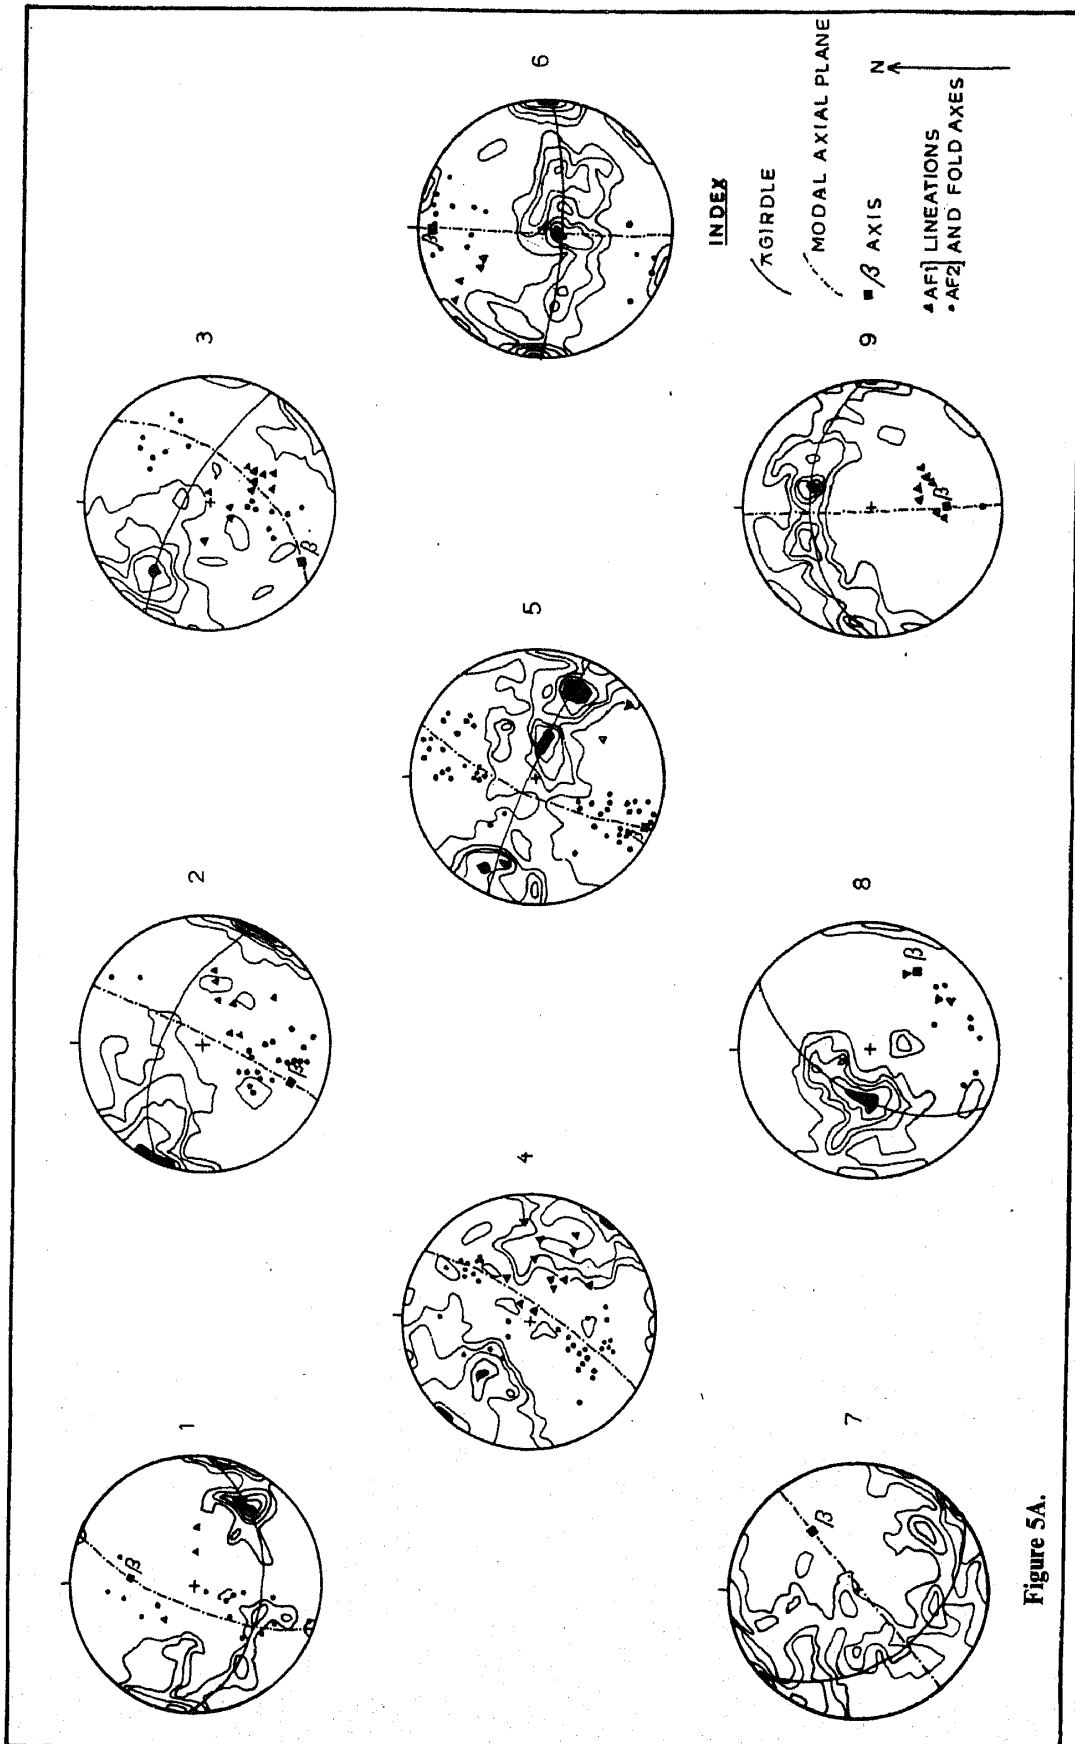 1
2
3
4
5
6
7
8
9
β
β
β
β
β
β
β
β
INDEX
πGIRDLE
MODAL AXIAL PLANE
β AXIS
AF1] LINEATIONS
AF2] AND FOLD AXES
N
Figure 5A.